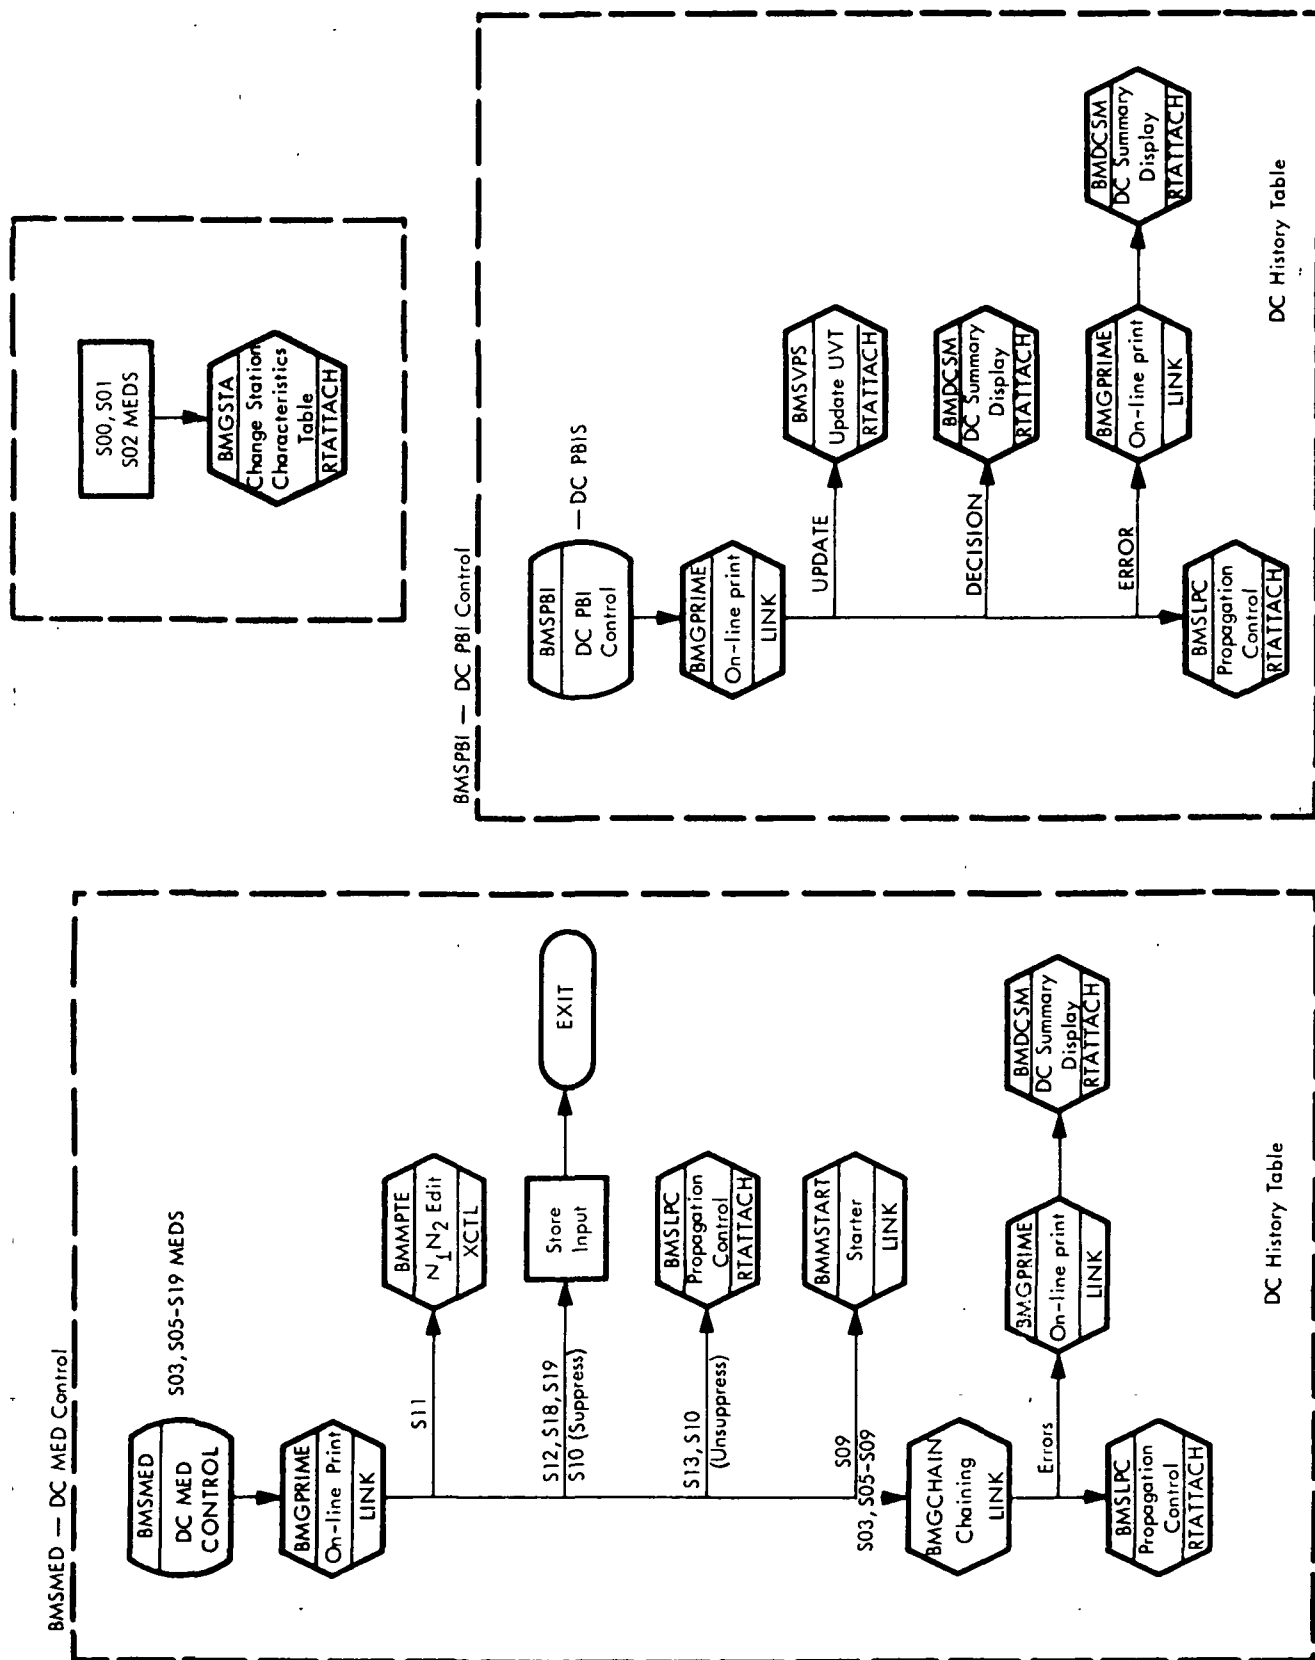 BMSMED — DC MED Control
BMSMED
DC MED
CONTROL
S03, S05-S19 MEDS
BMGPRIME
On-line Print
LINK
S11
BMMPTE
N1N2 Edit
XCTL
S12, S18, S19
S10 (Suppress)
Store
Input
EXIT
S13, S10
(Unsuppress)
BMSLPC
Propagation
Control
RTATTACH
S09
BMMSTART
Starter
LINK
S03, S05-S09
BMGCHAIN
Chaining
LINK
Errors
BMGPRIME
On-line print
LINK
BMDCSM
DC Summary
Display
RTATTACH
BMSLPC
Propagation
Control
RTATTACH
DC History Table
S00, S01
S02 MEDS
BMGSTA
Change Station
Characteristics
Table
RTATTACH
BMSPBI — DC PBI Control
BMSPBI
DC PBI
Control
— DC PBIS
BMGPRIME
On-line print
LINK
UPDATE
BMSVPS
Update UVT
RTATTACH
DECISION
BMDCSM
DC Summary
Display
RTATTACH
ERROR
BMGPRIME
On-line print
LINK
BMDCSM
DC Summary
Display
RTATTACH
BMSLPC
Propagation
Control
RTATTACH
DC History Table